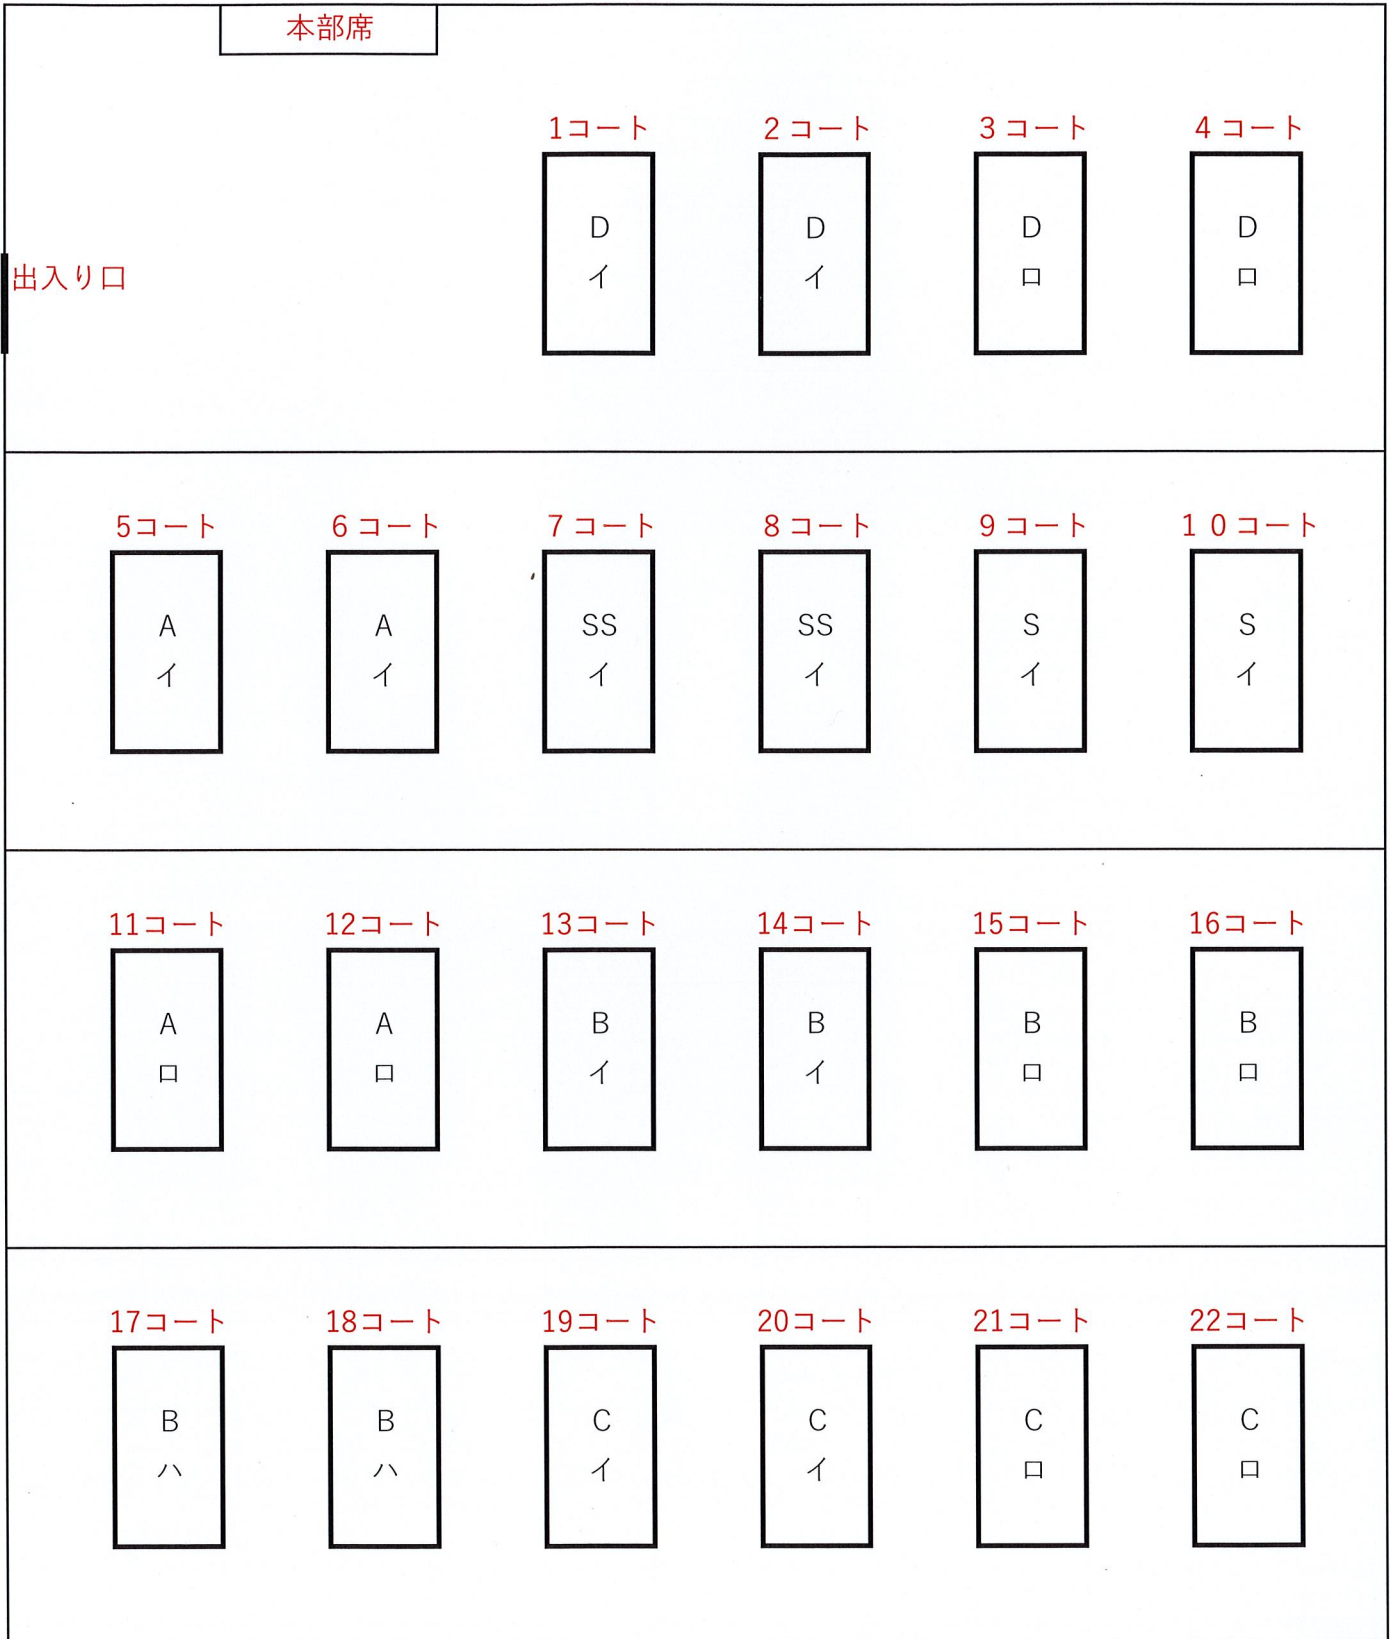 本部席
1コート 2コート 3コート 4コート
D D D D
イ イ ロ ロ
出入り口
5コート 6コート 7コート 8コート 9コート 10コート
A A SS SS S S
イ イ イ イ イ イ
11コート 12コート 13コート 14コート 15コート 16コート
A A B B B B
ロ ロ イ イ ロ ロ
17コート 18コート 19コート 20コート 21コート 22コート
B B C C C C
ハ ハ イ イ ロ ロ